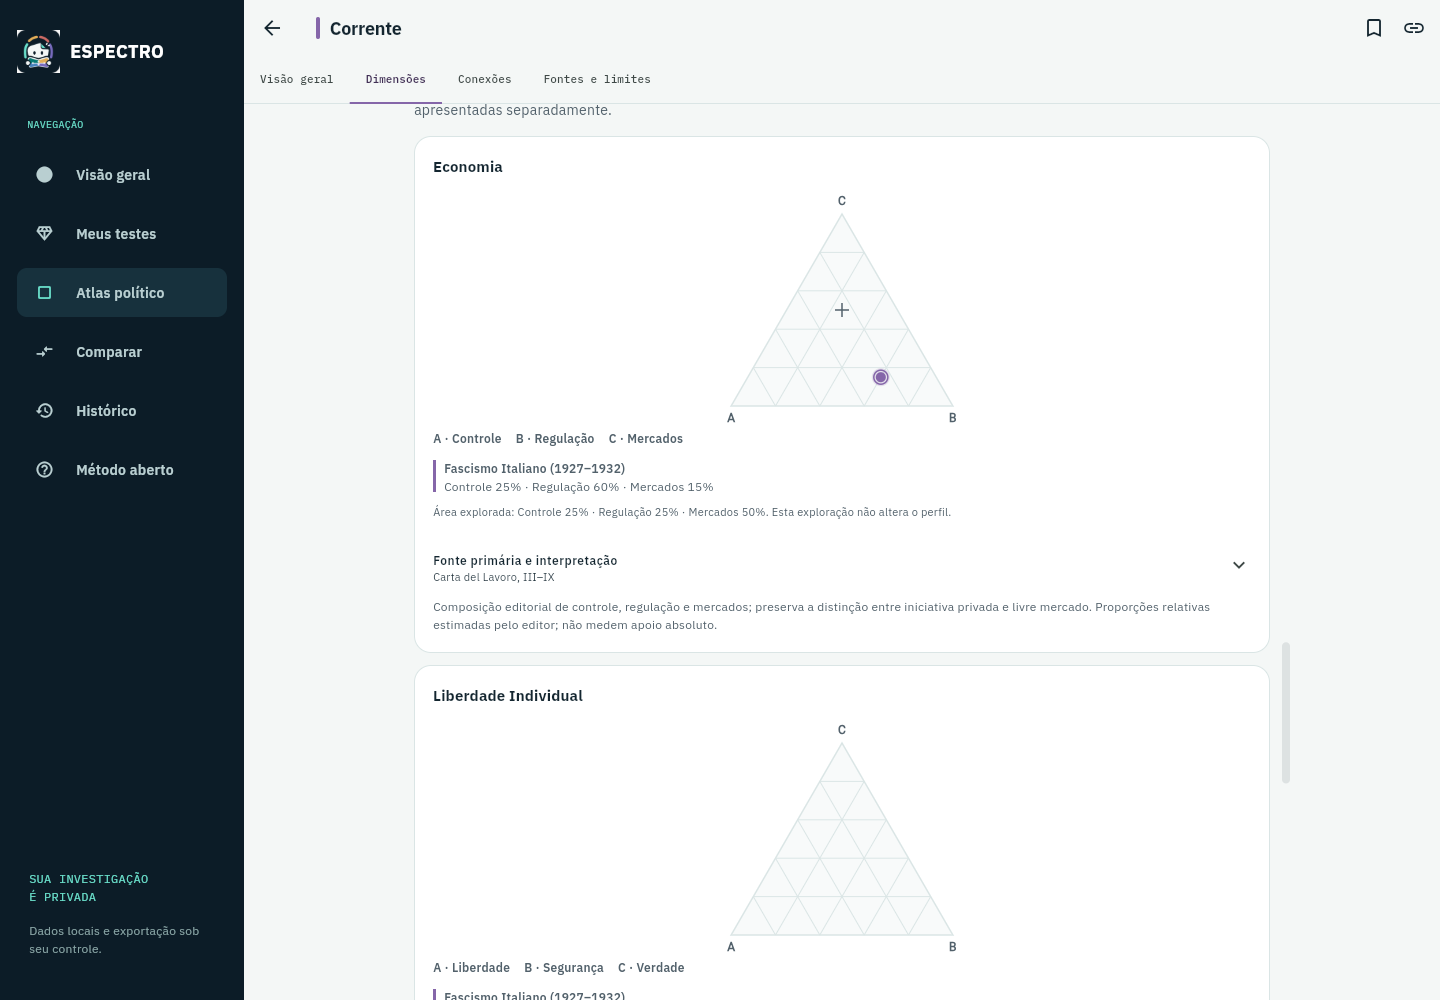 ESPECTRO
NAVEGAÇÃO
Visão geral
Meus testes
Atlas político
Comparar
Histórico
Método aberto
SUA INVESTIGAÇÃO
É PRIVADA
Dados locais e exportação sob
seu controle.
Corrente
Visão geral
Dimensões
Conexões
Fontes e limites
apresentadas separadamente.
Economia
C
A
B
A · Controle B · Regulação C · Mercados
Fascismo Italiano (1927–1932)
Controle 25% · Regulação 60% · Mercados 15%
Área explorada: Controle 25% · Regulação 25% · Mercados 50%. Esta exploração não altera o perfil.
Fonte primária e interpretação
Carta del Lavoro, III–IX
Composição editorial de controle, regulação e mercados; preserva a distinção entre iniciativa privada e livre mercado. Proporções relativas
estimadas pelo editor; não medem apoio absoluto.
Liberdade Individual
C
A
B
A · Liberdade B · Segurança C · Verdade
Fascismo Italiano (1927–1932)